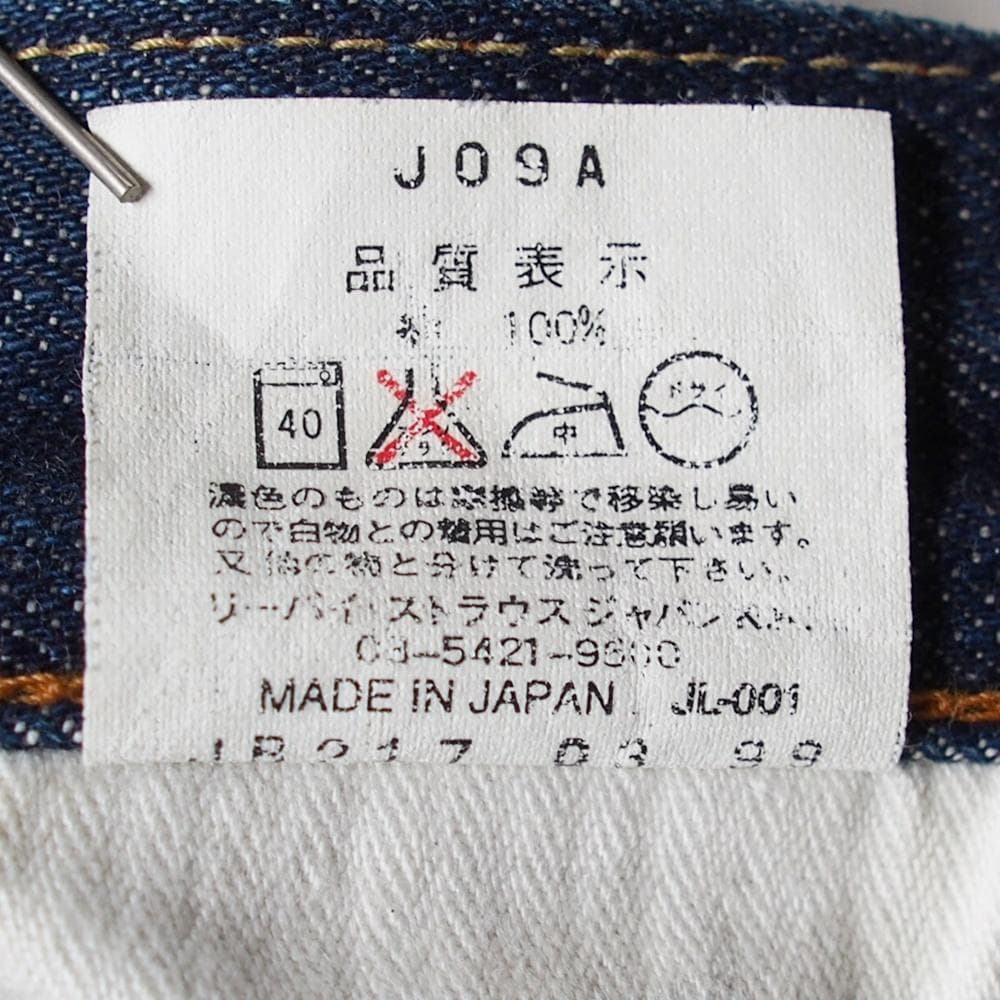 J09A
品質表示
綿 100%
40
中
ドライ
濃色のものは摩擦等で移染し易い
ので白物との着用はご注意願います。
又他の物と分けて洗って下さい。
リーバイ ストラウス ジャパン K.K.
03-5421-9600
MADE IN JAPAN JL-001
03 99